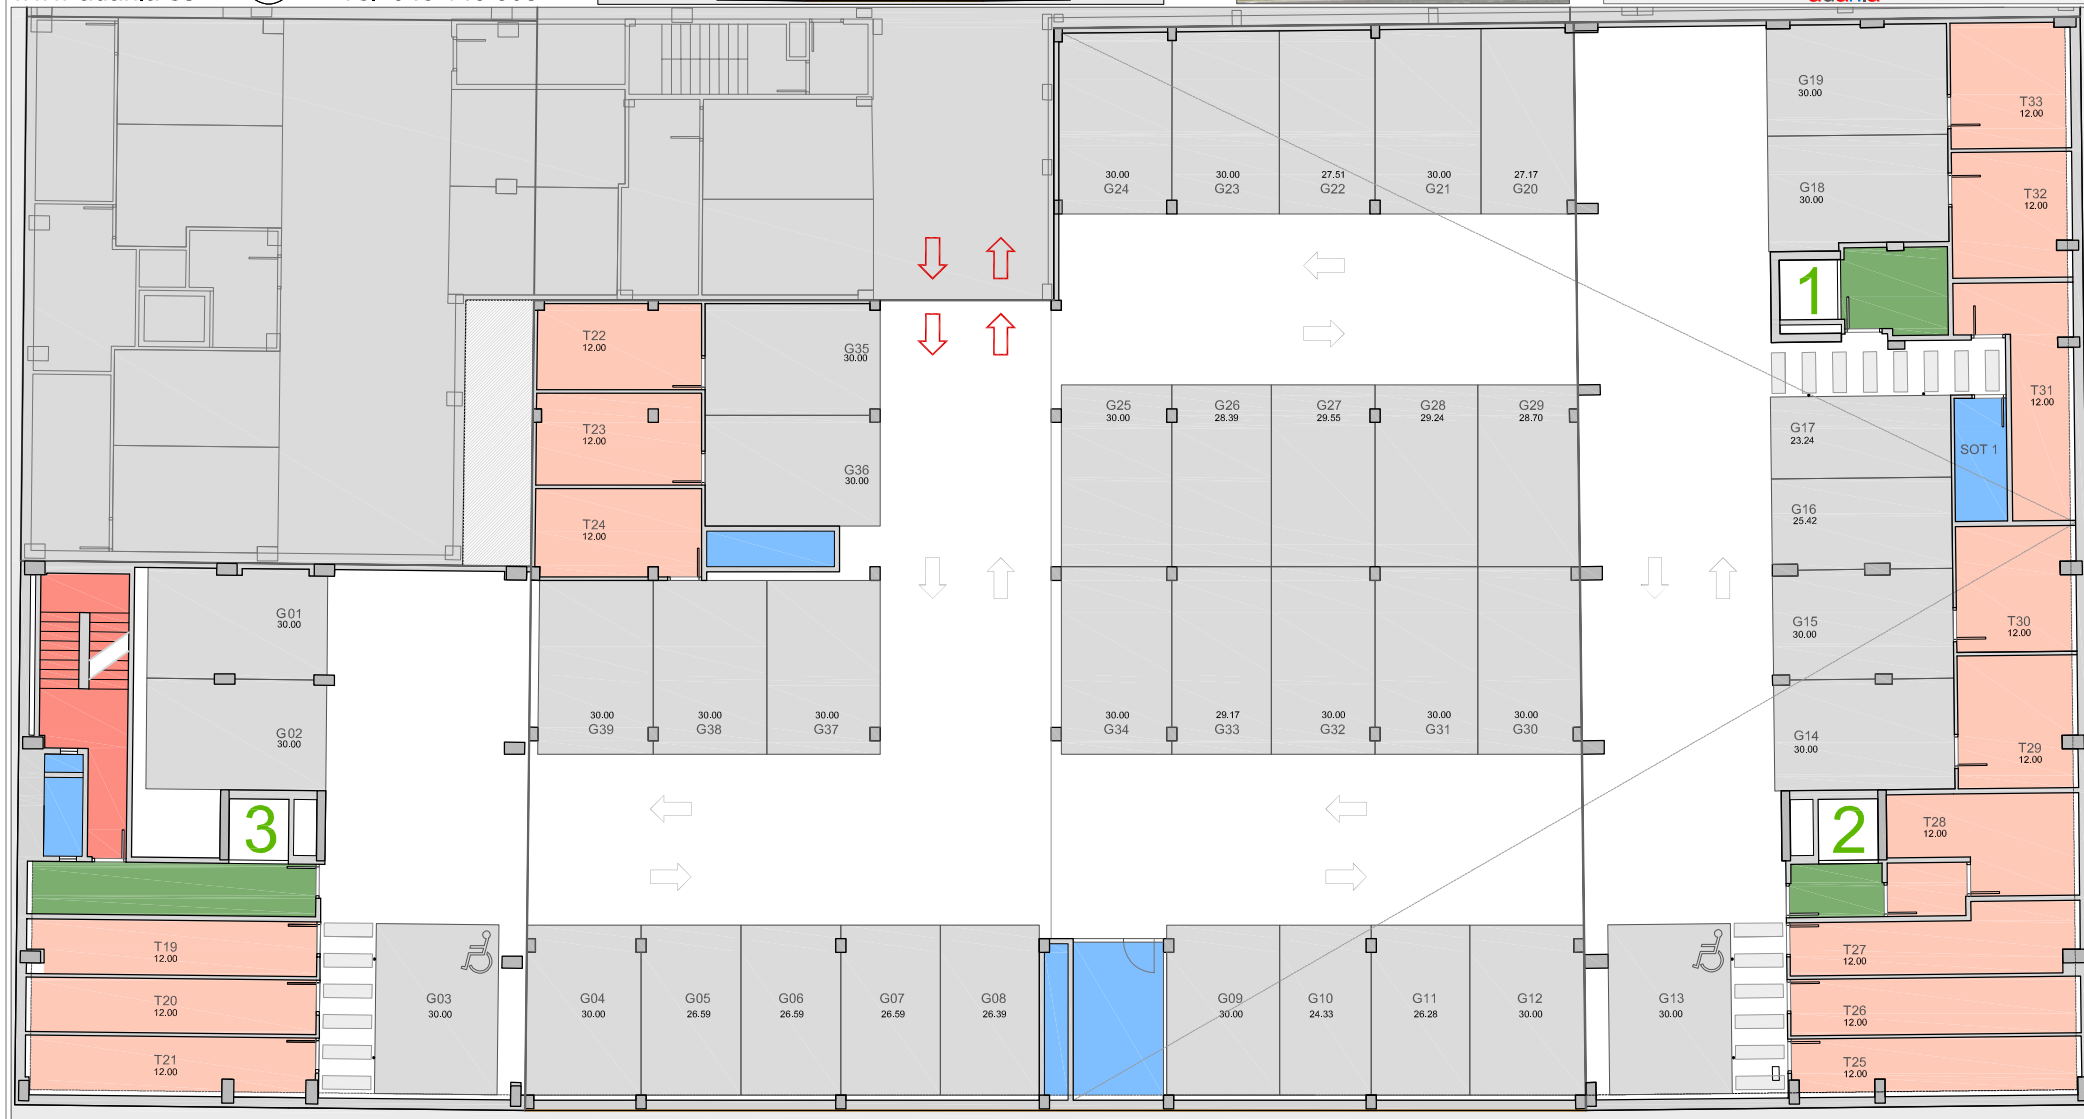 G19
30.00
T33
12.00
30.00
G24
30.00
G23
27.51
G22
30.00
G21
27.17
G20
G18
30.00
T32
12.00
1
T22
12.00
G35
30.00
T23
12.00
G36
30.00
T24
12.00
G25
30.00
G26
28.39
G27
29.55
G28
29.24
G29
28.70
G17
23.24
T31
12.00
SOT 1
G16
25.42
G01
30.00
G02
30.00
30.00
G39
30.00
G38
30.00
G37
30.00
G34
29.17
G33
30.00
G32
30.00
G31
30.00
G30
G15
30.00
T30
12.00
G14
30.00
T29
12.00
3
2
T28
12.00
T19
12.00
T20
12.00
T21
12.00
G03
30.00
G04
30.00
G05
26.59
G06
26.59
G07
26.59
G08
26.39
G09
30.00
G10
24.33
G11
26.28
G12
30.00
G13
30.00
T27
12.00
T26
12.00
T25
12.00